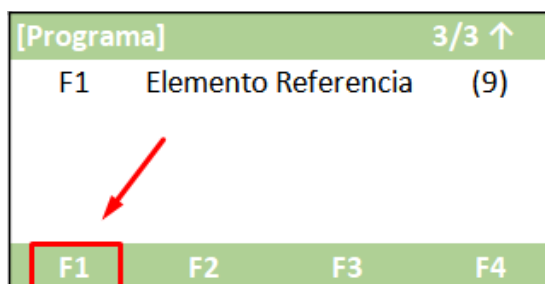 [Programa] 3/3 ↑
F1 Elemento Referencia (9)
F1 F2 F3 F4